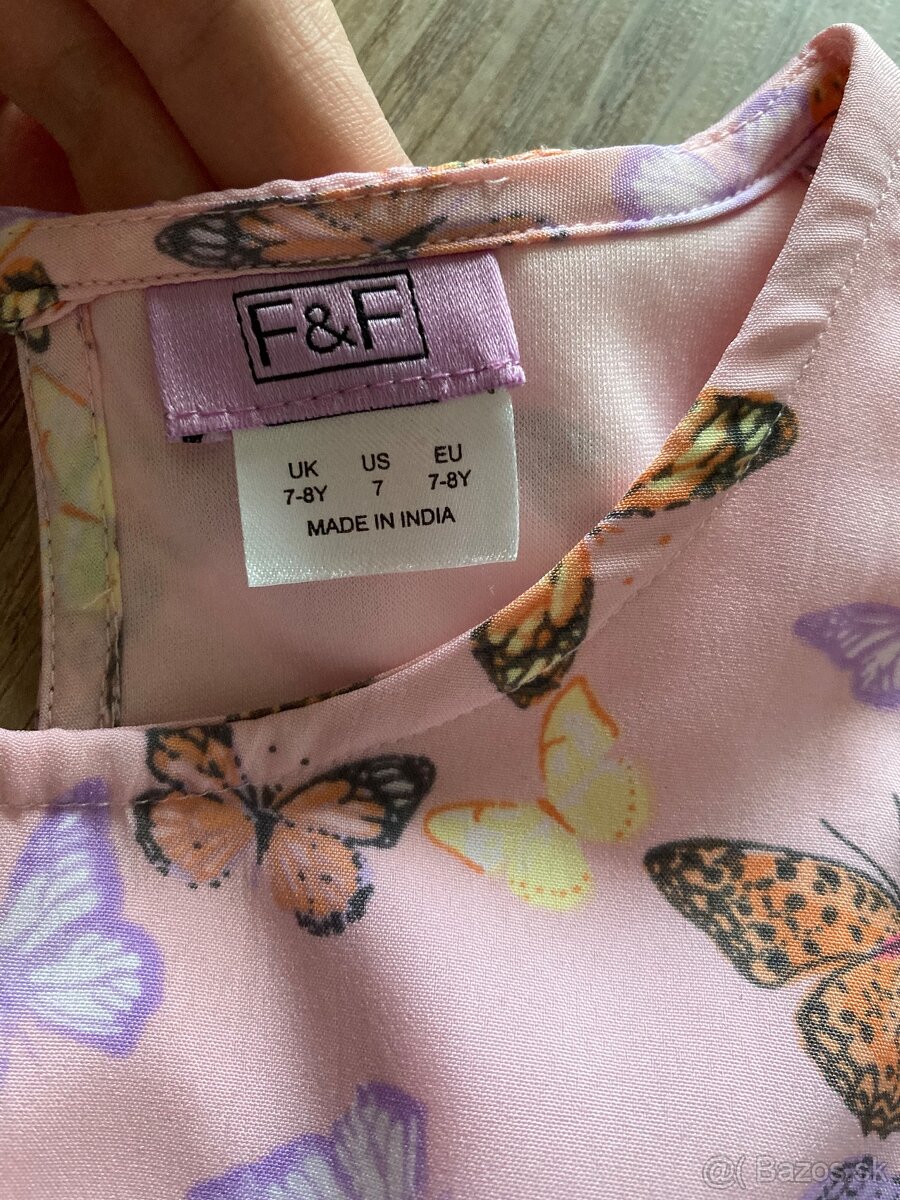 F&F
UK US EU
7-8Y 7 7-8Y
MADE IN INDIA
@( Bazos.sk